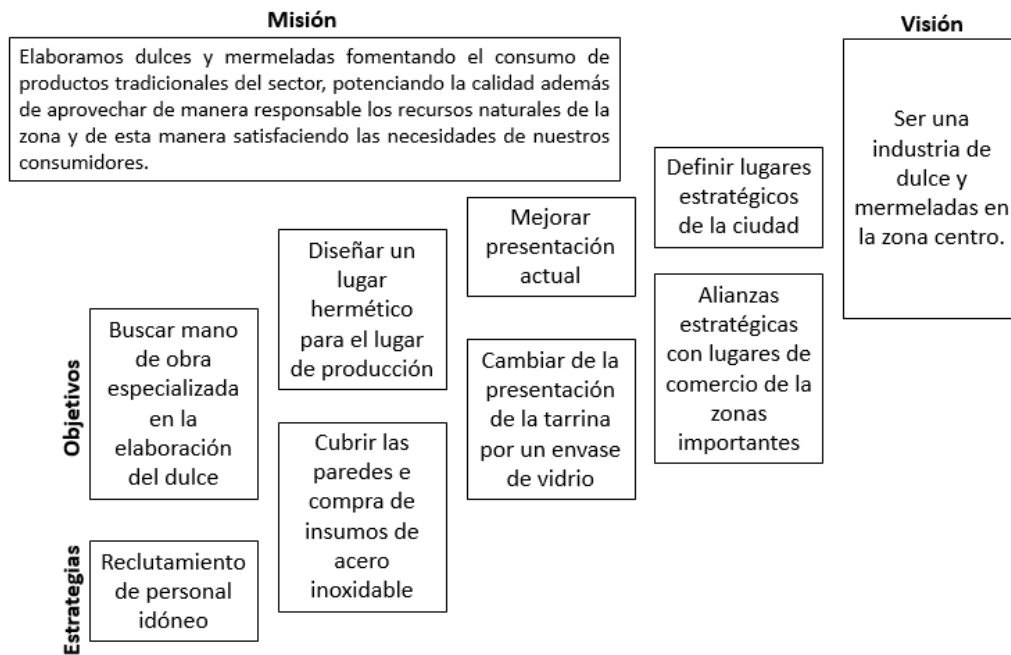 Misión
Elaboramos dulces y mermeladas fomentando el consumo de
productos tradicionales del sector, potenciando la calidad además
de aprovechar de manera responsable los recursos naturales de la
zona y de esta manera satisfaciendo las necesidades de nuestros
consumidores.
Visión
Ser una
industria de
dulce y
mermeladas en
la zona centro.
Objetivos
Buscar mano
de obra
especializada
en la
elaboración
del dulce
Diseñar un
lugar
hermético
para el lugar
de producción
Mejorar
presentación
actual
Definir lugares
estratégicos
de la ciudad
Estrategias
Reclutamiento
de personal
idóneo
Cubrir las
paredes e
compra de
insumos de
acero
inoxidable
Cambiar de la
presentación
de la tarrina
por un envase
de vidrio
Alianzas
estratégicas
con lugares de
comercio de la
zonas
importantes